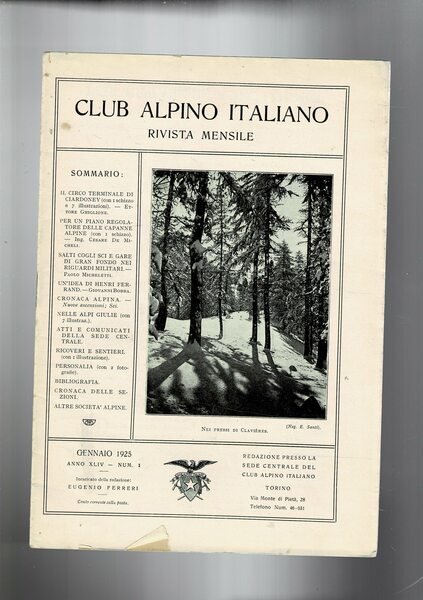 CLUB ALPINO ITALIANO
RIVISTA MENSILE
SOMMARIO:
IL CIRCO TERMINALE DI
CIARDONEY (con 1 schizzo
e 7 illustrazioni). — ET-
TORE GHIGLIONE.
PER UN PIANO REGOLA-
TORE DELLE CAPANNE
ALPINE (con 1 schizzo).
— Ing. CESARE DE MI-
CHELI.
SALTI COGLI SCI E GARE
DI GRAN FONDO NEI
RIGUARDI MILITARI. —
PAOLO MICHELETTI.
UN'IDEA DI HENRI FER-
RAND. — GIOVANNI BOBBA.
CRONACA ALPINA. —
Nuove ascensioni; Sci.
NELLE ALPI GIULIE (con
7 illustraz.).
ATTI E COMUNICATI
DELLA SEDE CEN-
TRALE.
RICOVERI E SENTIERI.
(con 1 illustrazione).
PERSONALIA (con 2 foto-
grafie).
BIBLIOGRAFIA.
CRONACA DELLE SE-
ZIONI.
ALTRE SOCIETA' ALPINE.
(Neg. E. Santi).
NEI PRESSI DI CLAVIÈRES.
GENNAIO 1925
ANNO XLIV - NUM. 1
Incaricato della redazione:
EUGENIO FERRERI
Conto corrente colla posta.
REDAZIONE PRESSO LA
SEDE CENTRALE DEL
CLUB ALPINO ITALIANO
TORINO
Via Monte di Pietà, 28
Telefono Num. 46-031